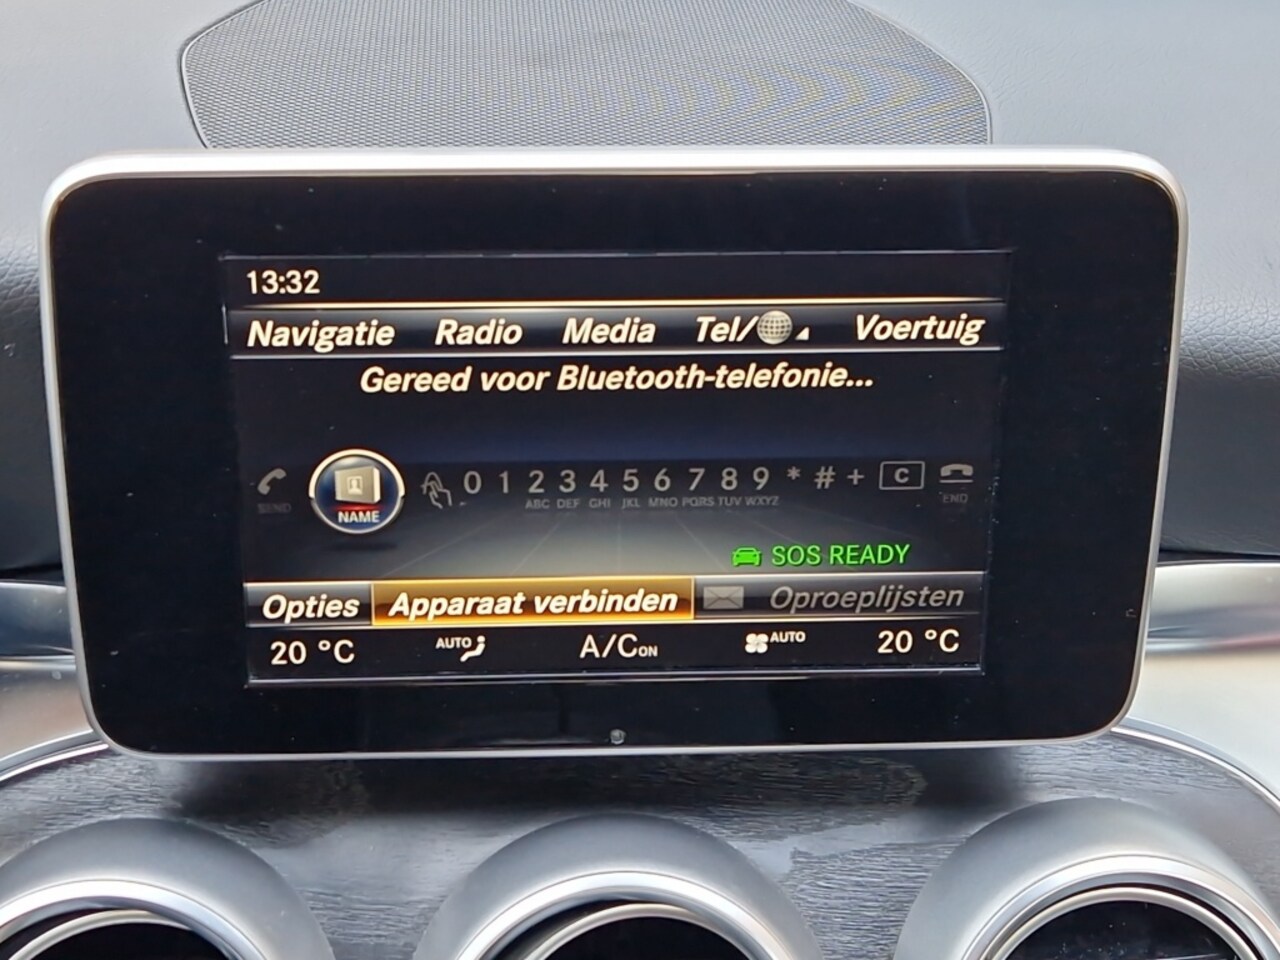 13:32
Navigatie Radio Media Tel/ Voertuig
Gereed voor Bluetooth-telefonie...
SEND NAME 0 1 2 3 4 5 6 7 8 9 * # + C END
ABC DEF GHI JKL MNO PQRS TUV WXYZ
SOS READY
Opties Apparaat verbinden Oproeplijsten
20 °C AUTO A/C ON AUTO 20 °C